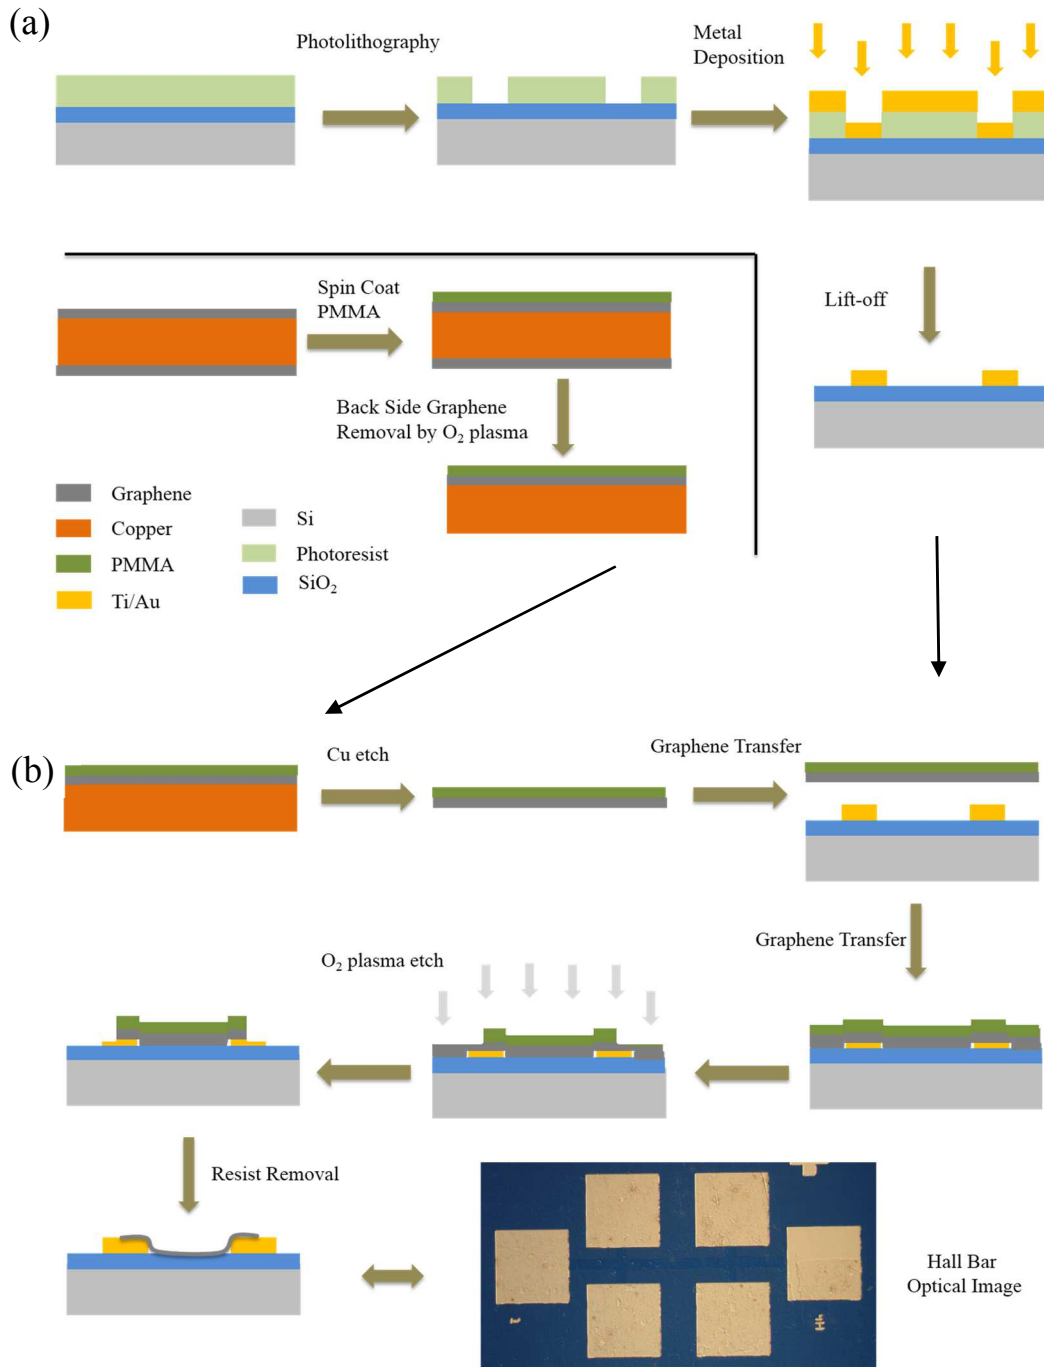 (a)
Photolithography
Metal
Deposition
Spin Coat
PMMA
Lift-off
Back Side Graphene
Removal by O₂ plasma
Graphene
Copper
PMMA
Ti/Au
Si
Photoresist
SiO₂
(b)
Cu etch
Graphene Transfer
Graphene Transfer
O₂ plasma etch
Resist Removal
Hall Bar
Optical Image